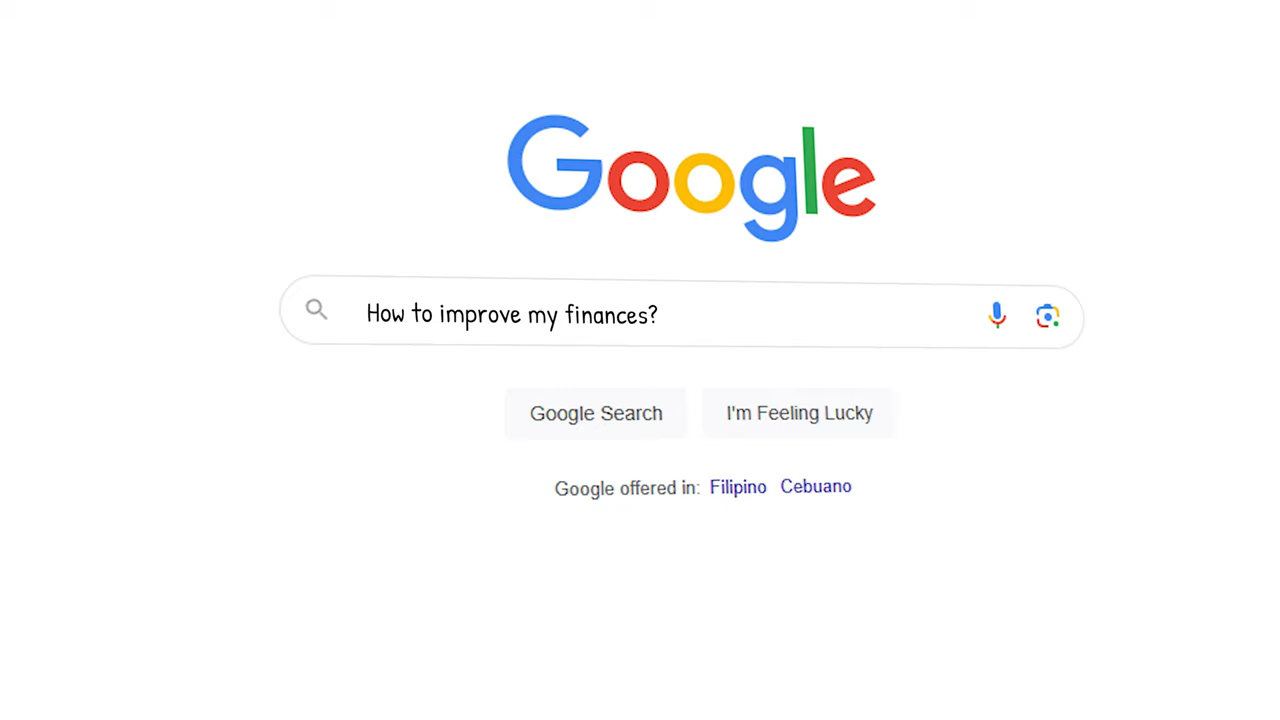 Google
How to improve my finances?
Google Search I'm Feeling Lucky
Google offered in: Filipino Cebuano